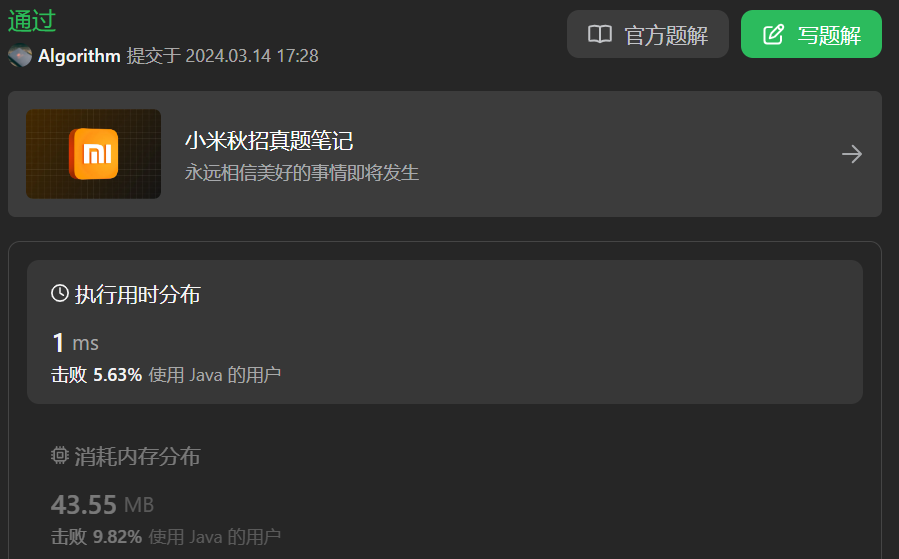 通过
官方题解
写题解
Algorithm 提交于 2024.03.14 17:28
mi
小米秋招真题笔记
永远相信美好的事情即将发生
执行用时分布
1 ms
击败 5.63% 使用 Java 的用户
消耗内存分布
43.55 MB
击败 9.82% 使用 Java 的用户